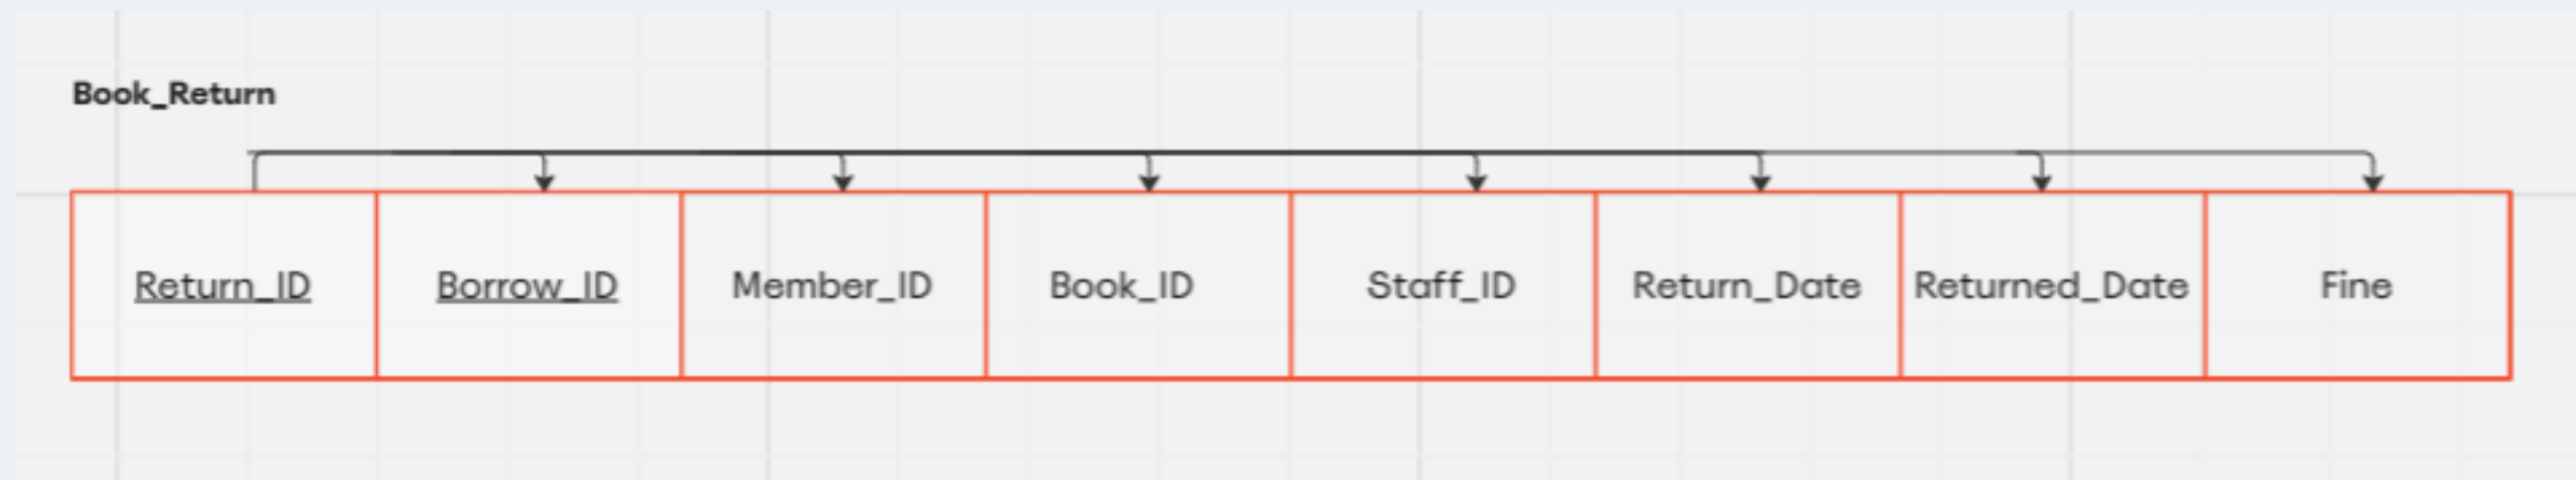 Book_Return
Return_ID Borrow_ID Member_ID Book_ID Staff_ID Return_Date Returned_Date Fine